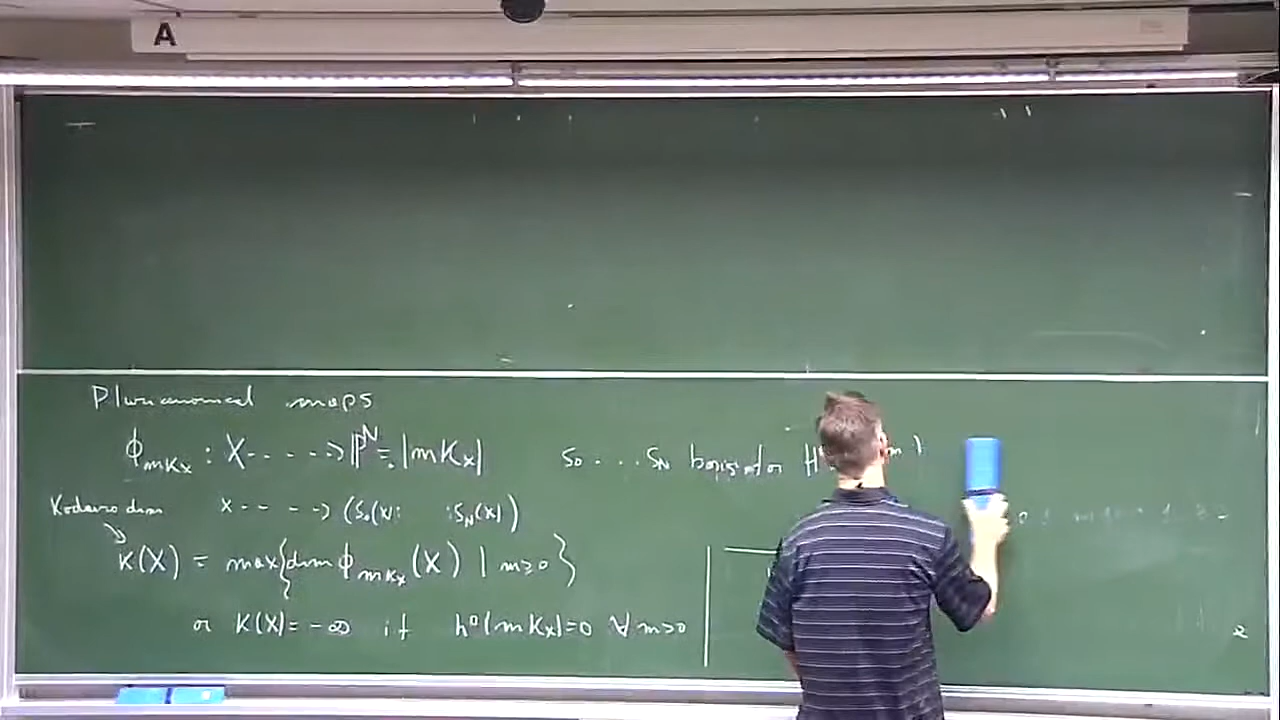 A
Pluricanonical maps
ϕ_{mK_X} : X ----> ℙ^N = |mK_X|    s_0 ... s_N basis for H
Kodaira dim    x ----> (s_0(x):    :s_N(x))
κ(X) = max{dim ϕ_{mK_X}(X) | m≥0}
or κ(X) = -∞ if h^0(mK_X)=0 ∀m>0